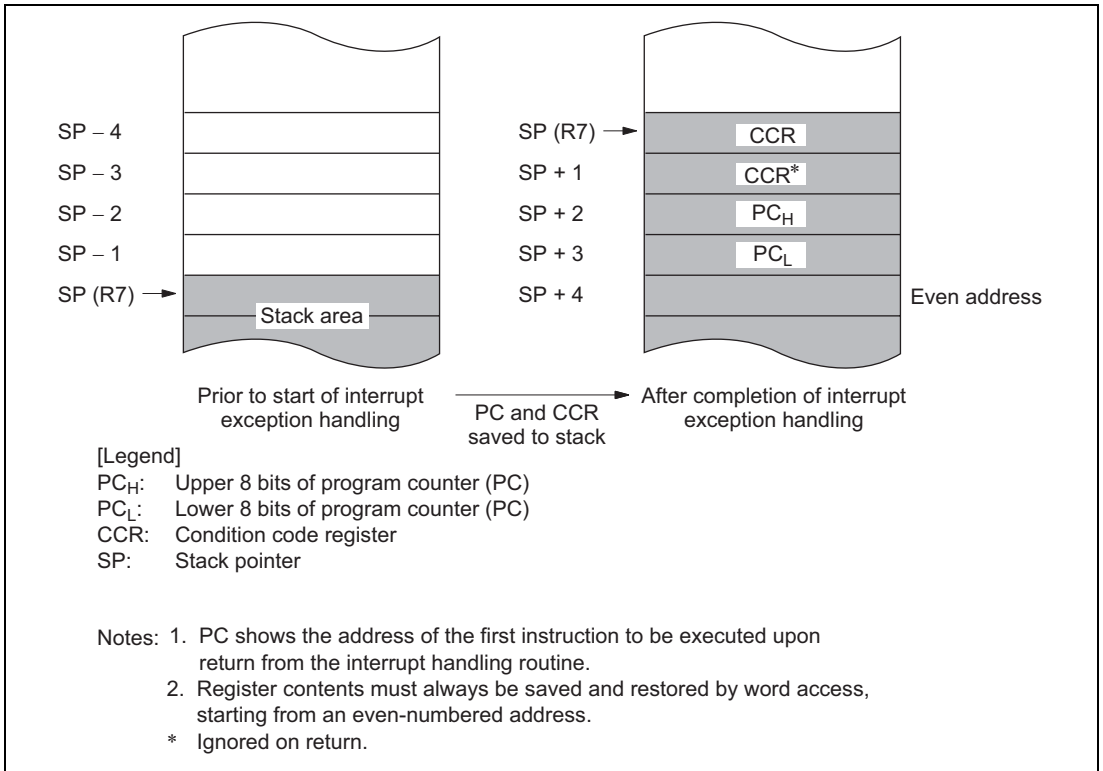 SP – 4
SP – 3
SP – 2
SP – 1
SP (R7)
Stack area
SP (R7)
SP + 1
SP + 2
SP + 3
SP + 4
CCR
CCR*
PCH
PCL
Even address
Prior to start of interrupt
exception handling
PC and CCR
saved to stack
After completion of interrupt
exception handling
[Legend]
PCH: Upper 8 bits of program counter (PC)
PCL: Lower 8 bits of program counter (PC)
CCR: Condition code register
SP: Stack pointer
Notes: 1. PC shows the address of the first instruction to be executed upon
return from the interrupt handling routine.
2. Register contents must always be saved and restored by word access,
starting from an even-numbered address.
* Ignored on return.